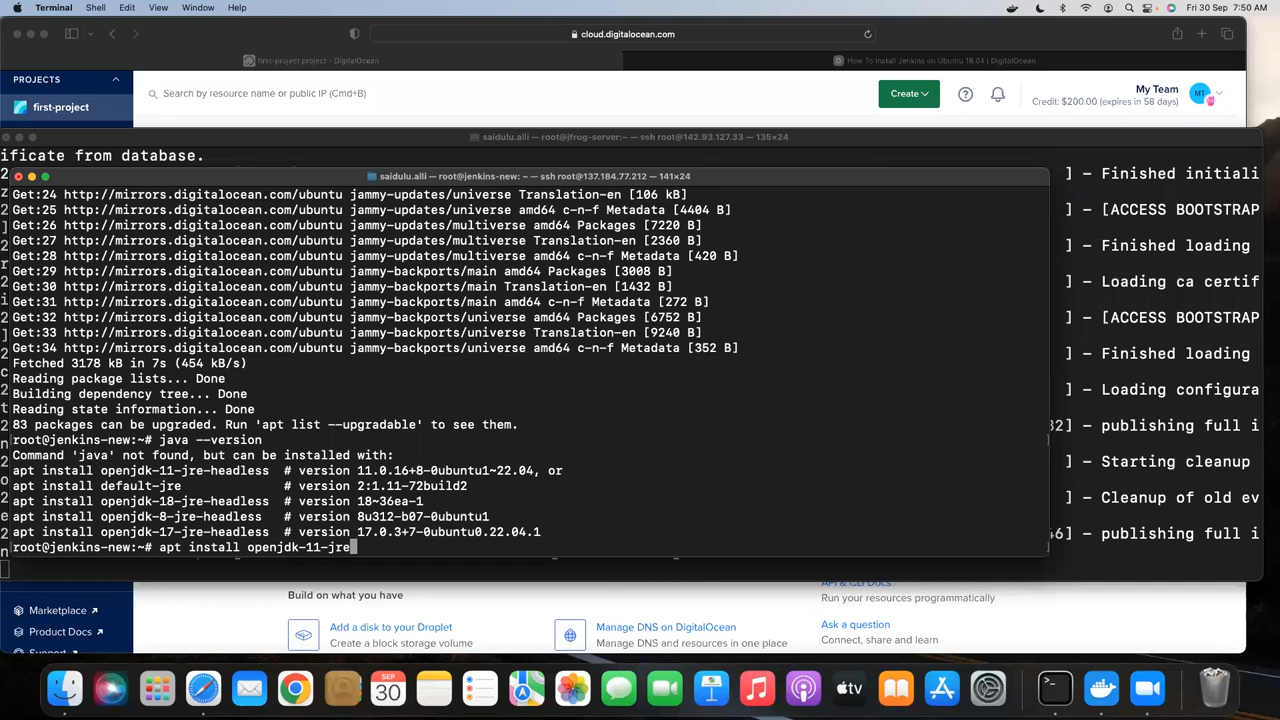 Terminal Shell Edit View Window Help
Fri 30 Sep 7:50 AM
cloud.digitalocean.com
first-project project - DigitalOcean
How To Install Jenkins on Ubuntu 18.04 | DigitalOcean
PROJECTS
first-project
Search by resource name or public IP (Cmd+B)
Create
My Team
Credit: $200.00 (expires in 58 days)
MT
saidulu.alli — root@jfrog-server:~ — ssh root@142.93.127.33 — 135×24
ificate from database.
saidulu.alli — root@jenkins-new: ~ — ssh root@137.184.77.212 — 141×24
Get:24 http://mirrors.digitalocean.com/ubuntu jammy-updates/universe Translation-en [106 kB]
Get:25 http://mirrors.digitalocean.com/ubuntu jammy-updates/universe amd64 c-n-f Metadata [4404 B]
Get:26 http://mirrors.digitalocean.com/ubuntu jammy-updates/multiverse amd64 Packages [7220 B]
Get:27 http://mirrors.digitalocean.com/ubuntu jammy-updates/multiverse Translation-en [2360 B]
Get:28 http://mirrors.digitalocean.com/ubuntu jammy-updates/multiverse amd64 c-n-f Metadata [420 B]
Get:29 http://mirrors.digitalocean.com/ubuntu jammy-backports/main amd64 Packages [3008 B]
Get:30 http://mirrors.digitalocean.com/ubuntu jammy-backports/main Translation-en [1432 B]
Get:31 http://mirrors.digitalocean.com/ubuntu jammy-backports/main amd64 c-n-f Metadata [272 B]
Get:32 http://mirrors.digitalocean.com/ubuntu jammy-backports/universe amd64 Packages [6752 B]
Get:33 http://mirrors.digitalocean.com/ubuntu jammy-backports/universe Translation-en [9240 B]
Get:34 http://mirrors.digitalocean.com/ubuntu jammy-backports/universe amd64 c-n-f Metadata [352 B]
Fetched 3178 kB in 7s (454 kB/s)
Reading package lists... Done
Building dependency tree... Done
Reading state information... Done
83 packages can be upgraded. Run 'apt list --upgradable' to see them.
root@jenkins-new:~# java --version
Command 'java' not found, but can be installed with:
apt install openjdk-11-jre-headless # version 11.0.16+8-0ubuntu1~22.04, or
apt install default-jre # version 2:1.11-72build2
apt install openjdk-18-jre-headless # version 18~36ea-1
apt install openjdk-8-jre-headless # version 8u312-b07-0ubuntu1
apt install openjdk-17-jre-headless # version 17.0.3+7-0ubuntu0.22.04.1
root@jenkins-new:~# apt install openjdk-11-jre
] - Finished initiali
] - [ACCESS BOOTSTRAP
] - Finished loading
] - Loading ca certif
] - [ACCESS BOOTSTRAP
] - Finished loading
] - Loading configura
32] - publishing full i
] - Starting cleanup
] - Cleanup of old ev
46] - publishing full i
Marketplace
Product Docs
Support
Build on what you have
Add a disk to your Droplet
Create a block storage volume
Manage DNS on DigitalOcean
Manage DNS and resources in one place
API & CLI Docs
Run your resources programmatically
Ask a question
Connect, share and learn
SEP
30
tv